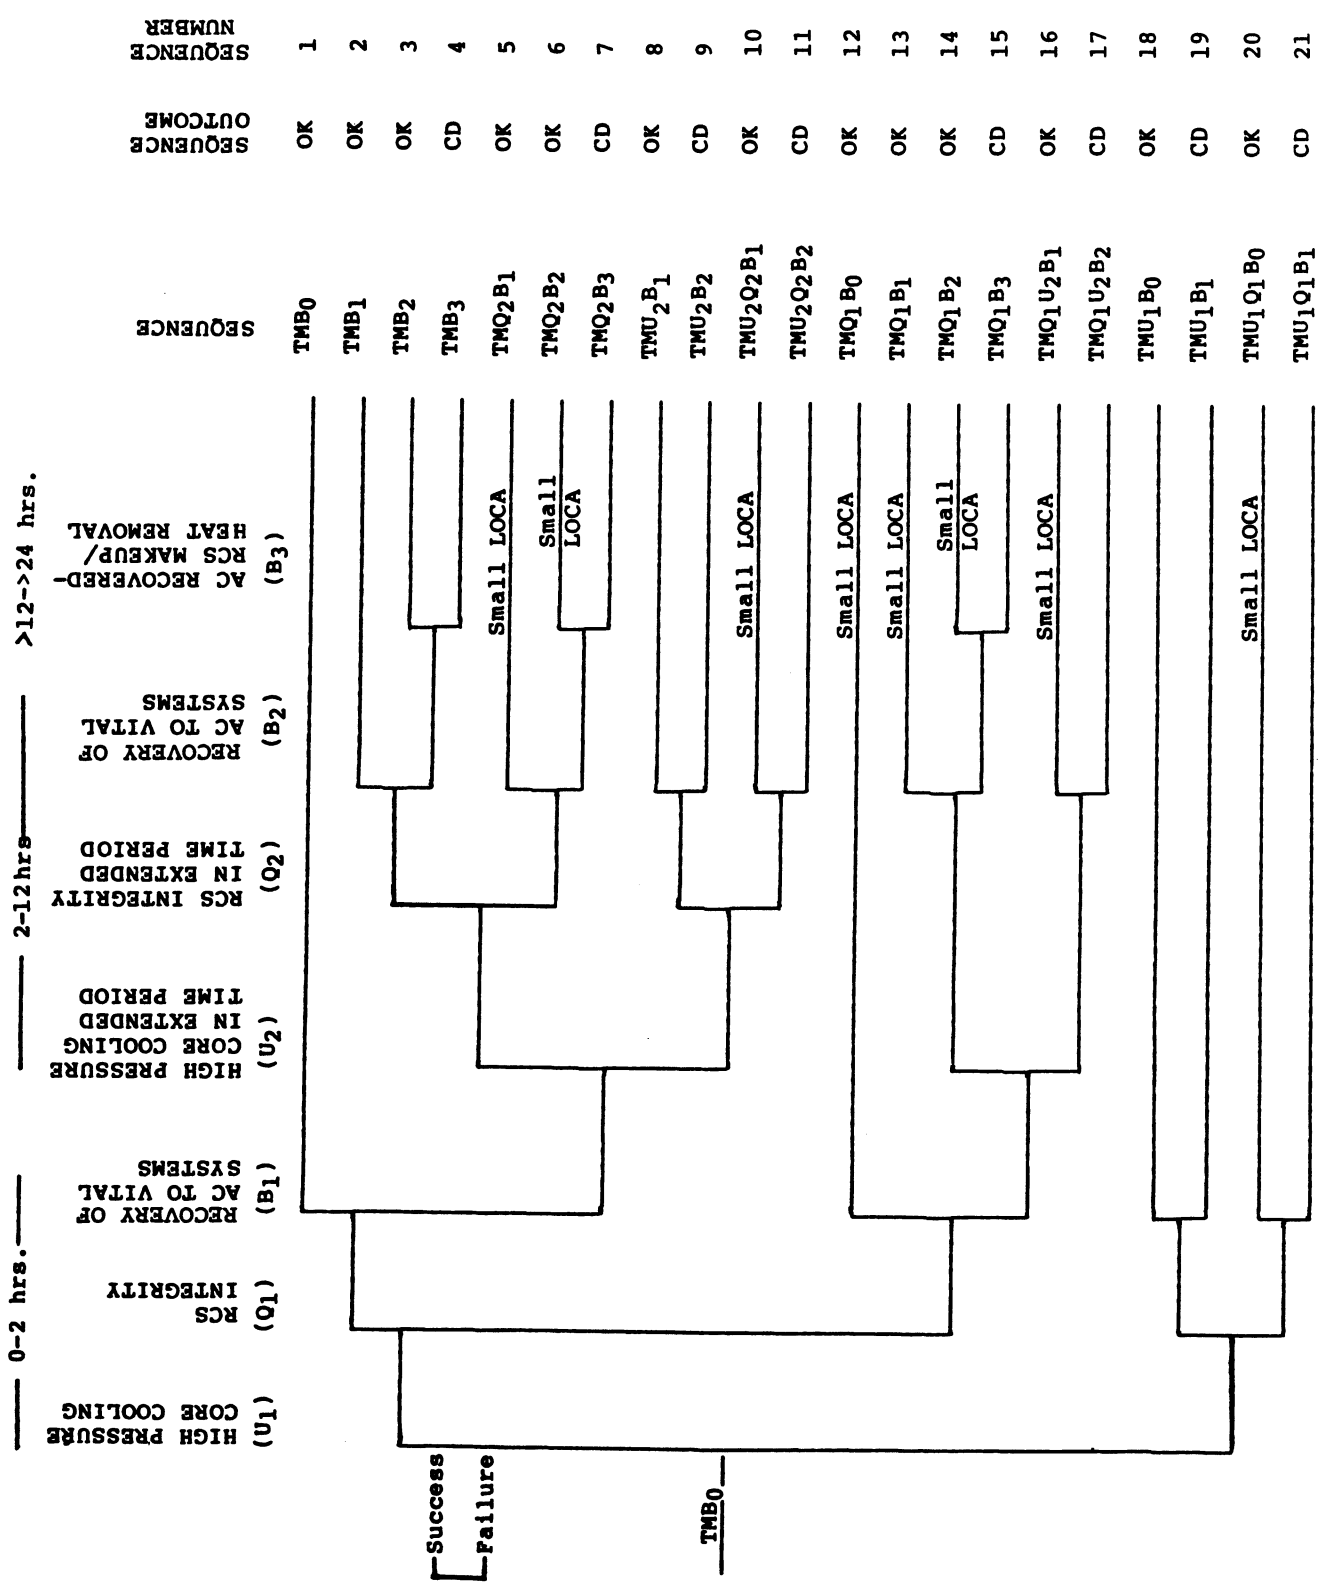 0-2 hrs.
2-12hrs
>12->24 hrs.
HIGH PRESSURE
CORE COOLING
(U1)
RCS
INTEGRITY
(Q1)
RECOVERY OF
AC TO VITAL
SYSTEMS
(B1)
HIGH PRESSURE
CORE COOLING
IN EXTENDED
TIME PERIOD
(U2)
RCS INTEGRITY
IN EXTENDED
TIME PERIOD
(Q2)
RECOVERY OF
AC TO VITAL
SYSTEMS
(B2)
AC RECOVERED-
RCS MAKEUP/
HEAT REMOVAL
(B3)
SEQUENCE
SEQUENCE
OUTCOME
SEQUENCE
NUMBER
Success
Failure
TMB0
TMB0 OK 1
TMB1 OK 2
TMB2 OK 3
TMB3 CD 4
Small LOCA TMQ2B1 OK 5
Small
LOCA
TMQ2B2 OK 6
TMQ2B3 CD 7
TMU2B1 OK 8
TMU2B2 CD 9
Small LOCA TMU2Q2B1 OK 10
TMU2Q2B2 CD 11
Small LOCA TMQ1B0 OK 12
Small LOCA TMQ1B1 OK 13
Small
LOCA
TMQ1B2 OK 14
TMQ1B3 CD 15
Small LOCA TMQ1U2B1 OK 16
TMQ1U2B2 CD 17
TMU1B0 OK 18
TMU1B1 CD 19
Small LOCA TMU1Q1B0 OK 20
TMU1Q1B1 CD 21